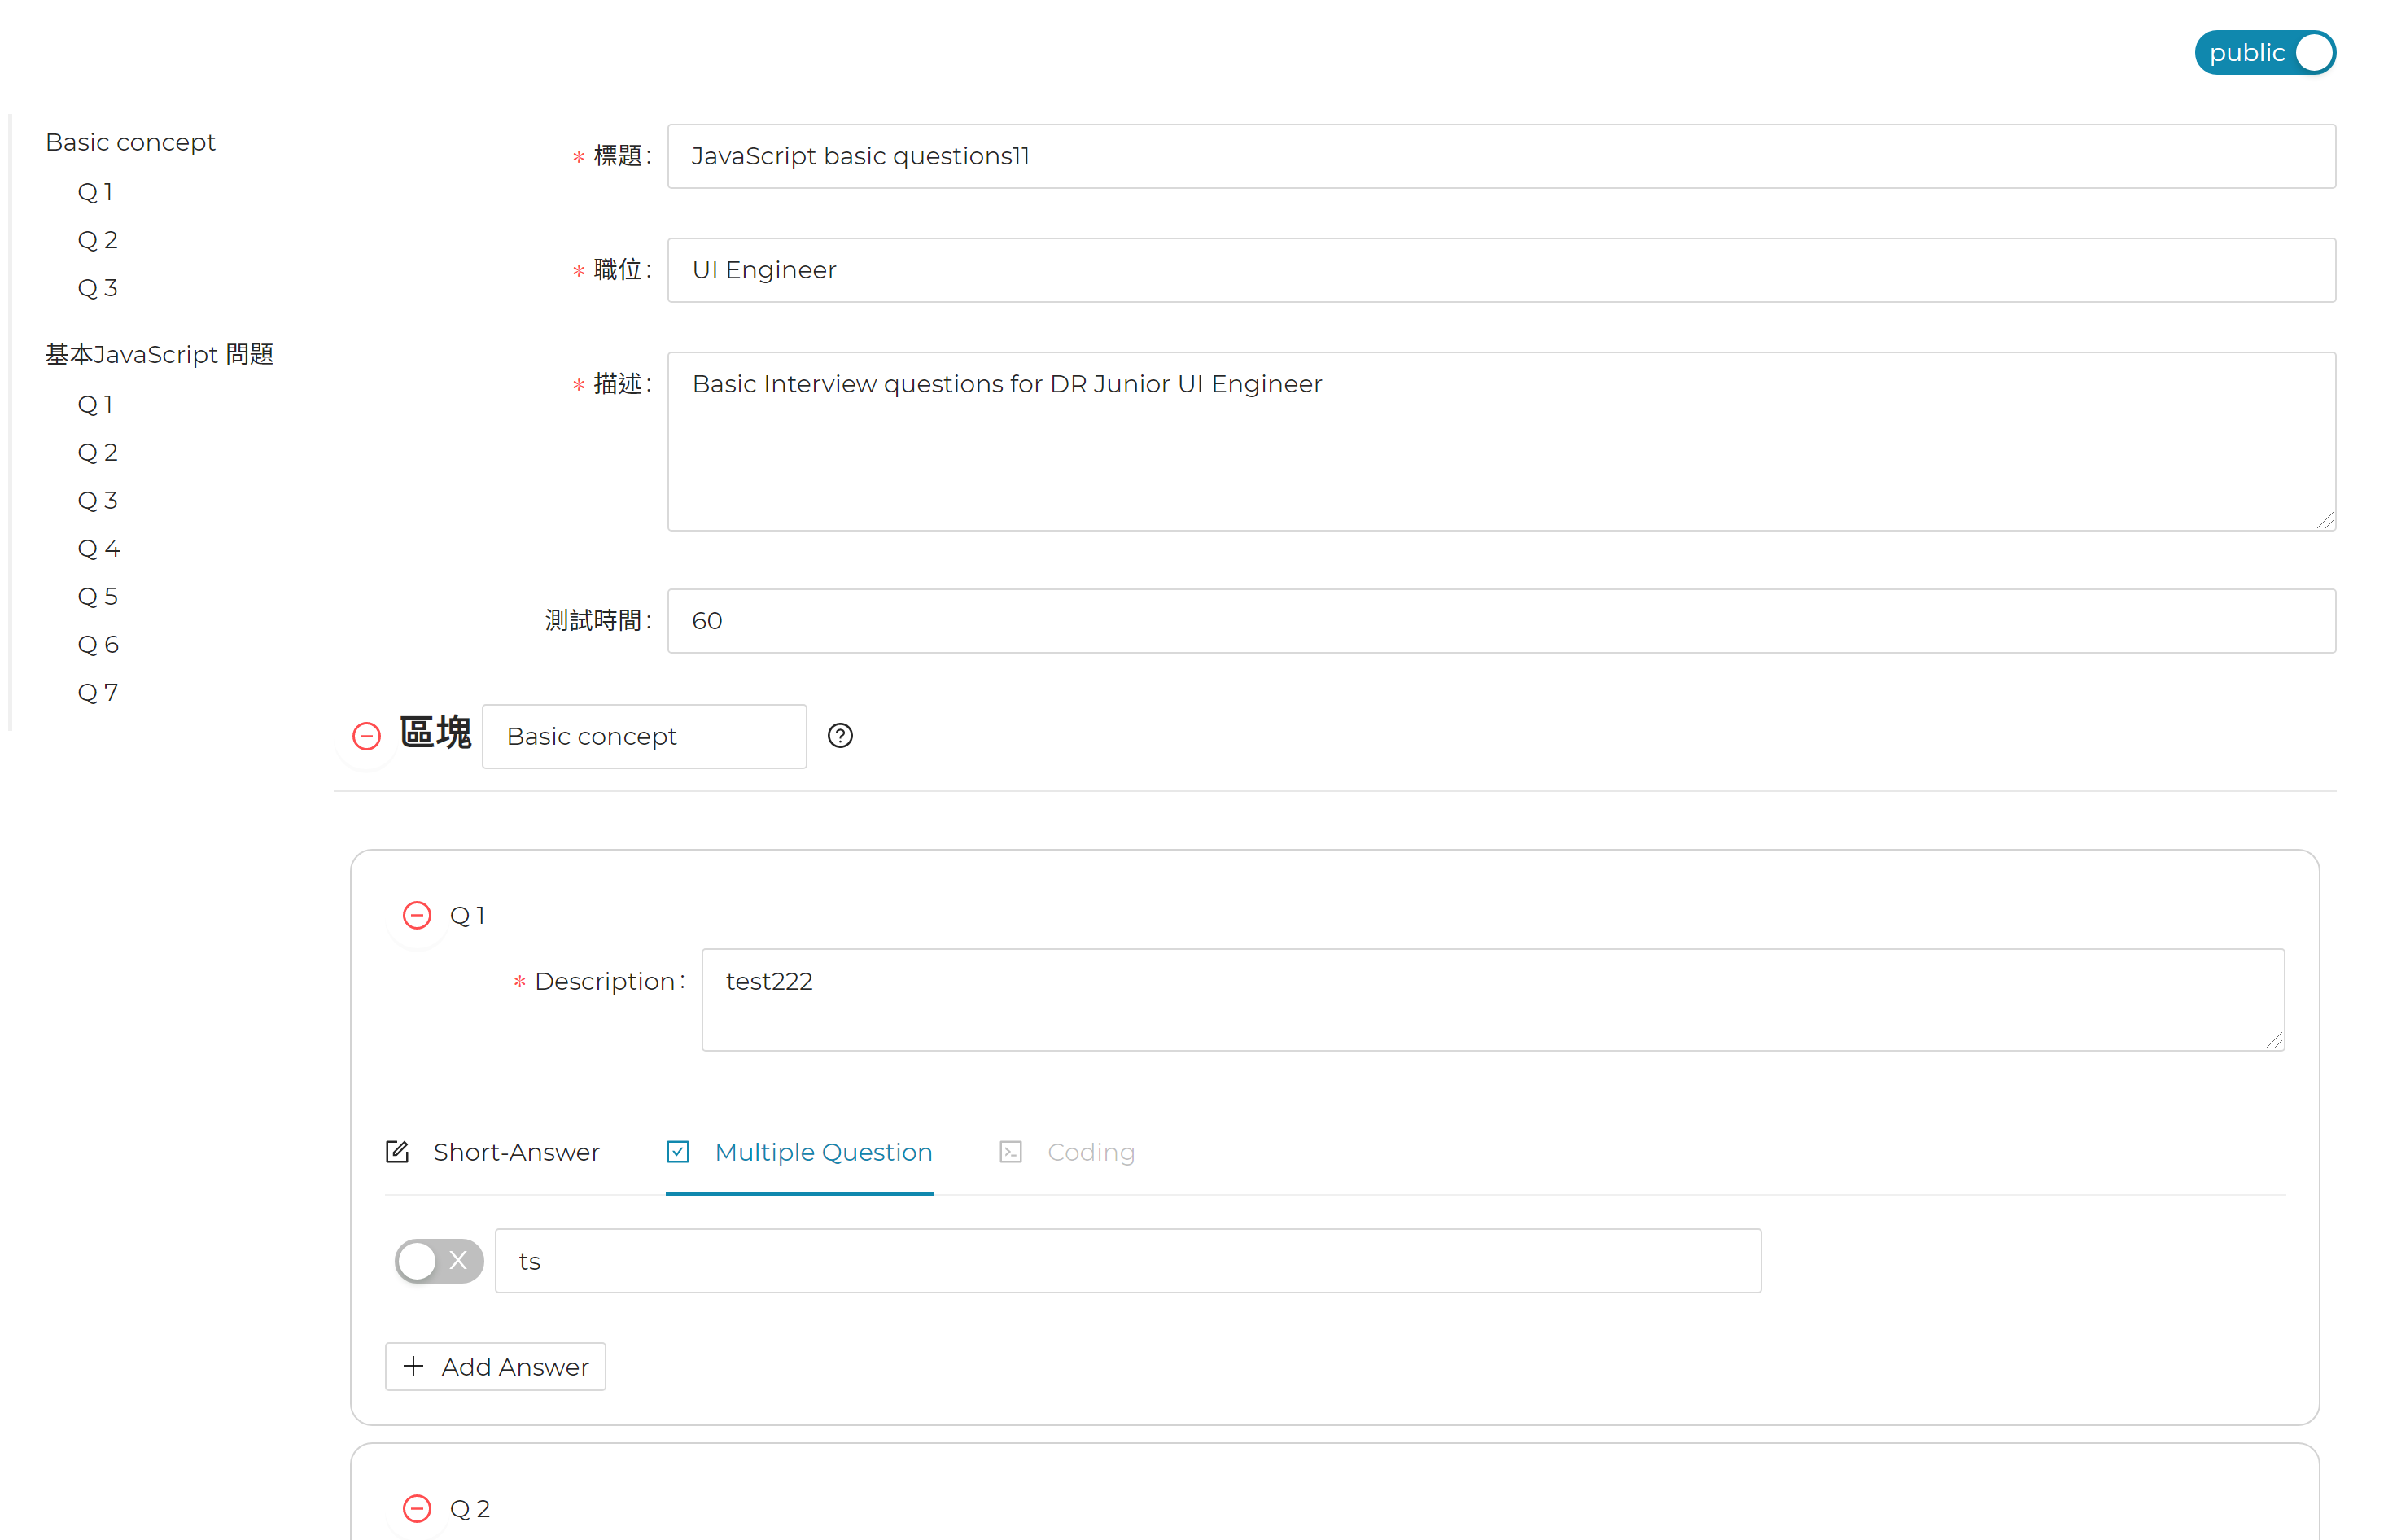 public
Basic concept
Q 1
Q 2
Q 3
基本JavaScript 問題
Q 1
Q 2
Q 3
Q 4
Q 5
Q 6
Q 7
* 標題:
JavaScript basic questions11
* 職位:
UI Engineer
* 描述:
Basic Interview questions for DR Junior UI Engineer
測試時間:
60
區塊 Basic concept
Q 1
* Description:
test222
Short-Answer Multiple Question Coding
ts
+ Add Answer
Q 2